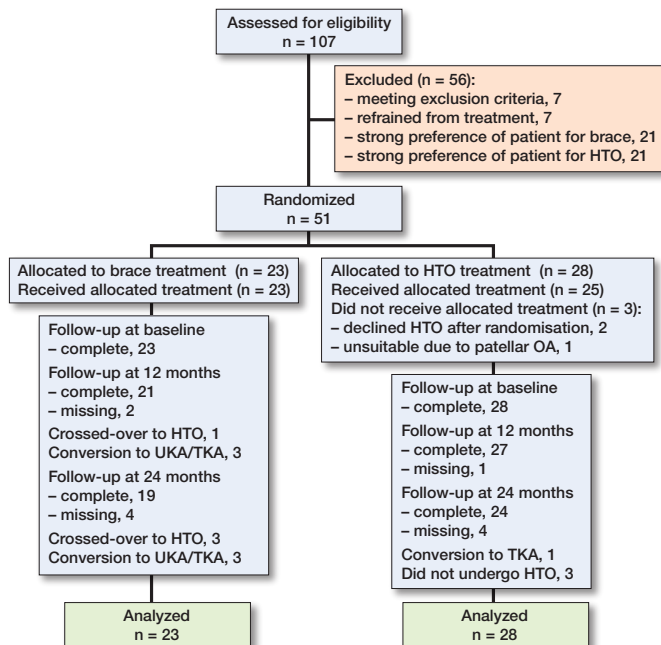 Assessed for eligibility
n = 107
Excluded (n = 56):
– meeting exclusion criteria, 7
– refrained from treatment, 7
– strong preference of patient for brace, 21
– strong preference of patient for HTO, 21
Randomized
n = 51
Allocated to brace treatment (n = 23)
Received allocated treatment (n = 23)
Follow-up at baseline
– complete, 23
Follow-up at 12 months
– complete, 21
– missing, 2
Crossed-over to HTO, 1
Conversion to UKA/TKA, 3
Follow-up at 24 months
– complete, 19
– missing, 4
Crossed-over to HTO, 3
Conversion to UKA/TKA, 3
Analyzed
n = 23
Allocated to HTO treatment (n = 28)
Received allocated treatment (n = 25)
Did not receive allocated treatment (n = 3):
– declined HTO after randomisation, 2
– unsuitable due to patellar OA, 1
Follow-up at baseline
– complete, 28
Follow-up at 12 months
– complete, 27
– missing, 1
Follow-up at 24 months
– complete, 24
– missing, 4
Conversion to TKA, 1
Did not undergo HTO, 3
Analyzed
n = 28